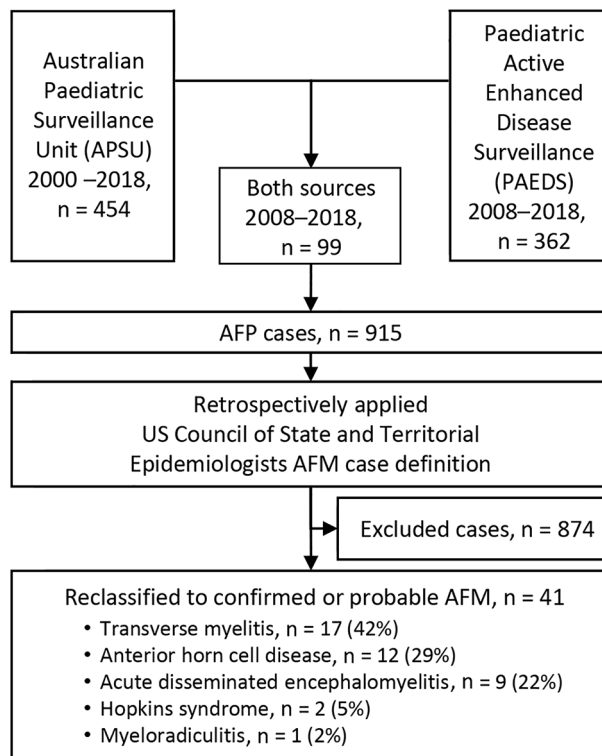 Australian
Paediatric
Surveillance
Unit (APSU)
2000 –2018,
n = 454
Both sources
2008–2018,
n = 99
Paediatric
Active
Enhanced
Disease
Surveillance
(PAEDS)
2008–2018,
n = 362
AFP cases, n = 915
Retrospectively applied
US Council of State and Territorial
Epidemiologists AFM case definition
Excluded cases, n = 874
Reclassified to confirmed or probable AFM, n = 41
• Transverse myelitis, n = 17 (42%)
• Anterior horn cell disease, n = 12 (29%)
• Acute disseminated encephalomyelitis, n = 9 (22%)
• Hopkins syndrome, n = 2 (5%)
• Myeloradiculitis, n = 1 (2%)